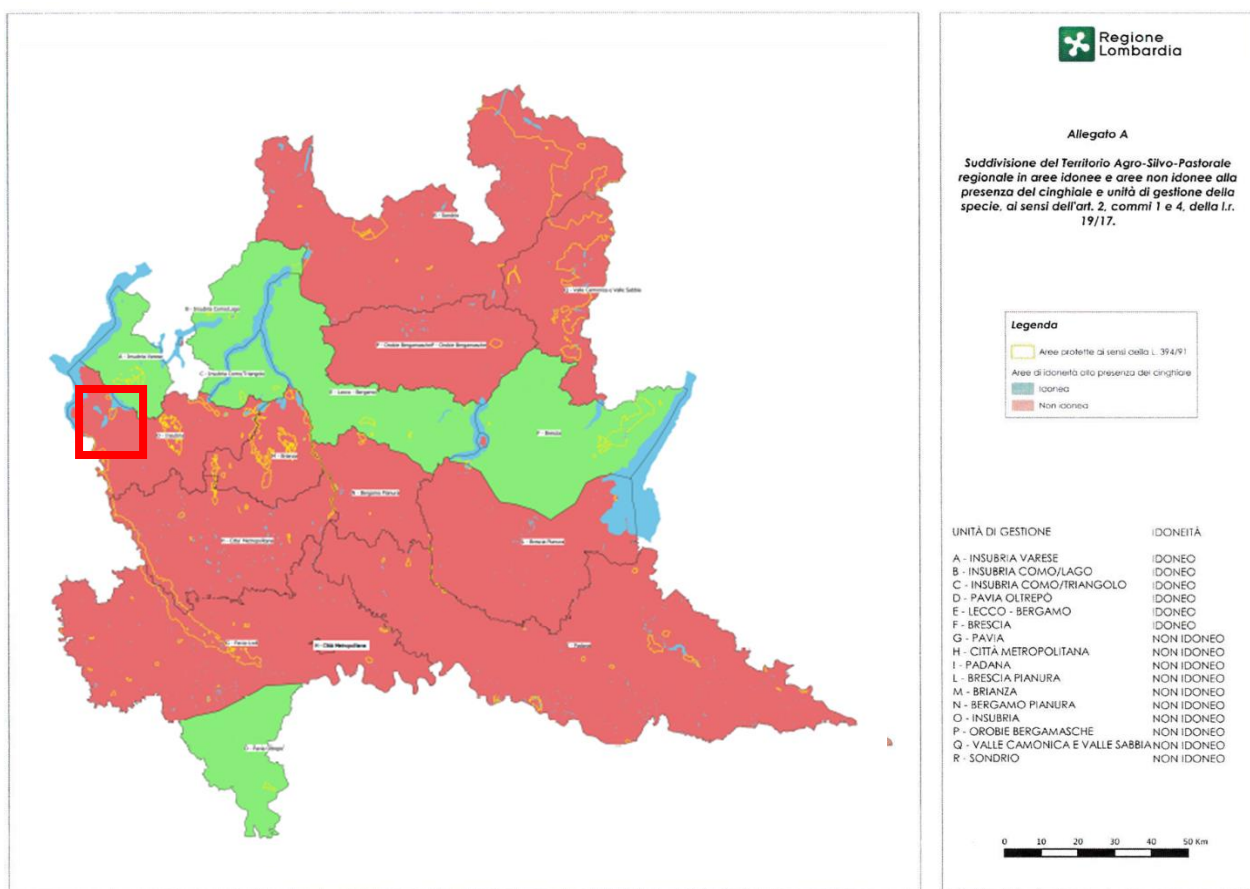 Regione
Lombardia
Allegato A
Suddivisione del Territorio Agro-Silvo-Pastorale
regionale in aree idonee e aree non idonee alla
presenza del cinghiale e unità di gestione della
specie, ai sensi dell'art. 2, commi 1 e 4, della l.r.
19/17.
Legenda
Aree protette ai sensi della L. 394/91
Aree di idoneità alla presenza del cinghiale
Idonea
Non idonea
UNITÀ DI GESTIONE IDONEITÀ
A - INSUBRIA VARESE IDONEO
B - INSUBRIA COMO/LAGO IDONEO
C - INSUBRIA COMO/TRIANGOLO IDONEO
D - PAVIA OLTREPÒ IDONEO
E - LECCO - BERGAMO IDONEO
F - BRESCIA IDONEO
G - PAVIA NON IDONEO
H - CITTÀ METROPOLITANA NON IDONEO
I - PADANA NON IDONEO
L - BRESCIA PIANURA NON IDONEO
M - BRIANZA NON IDONEO
N - BERGAMO PIANURA NON IDONEO
O - INSUBRIA NON IDONEO
P - OROBIE BERGAMASCHE NON IDONEO
Q - VALLE CAMONICA E VALLE SABBIA NON IDONEO
R - SONDRIO NON IDONEO
0 10 20 30 40 50 Km